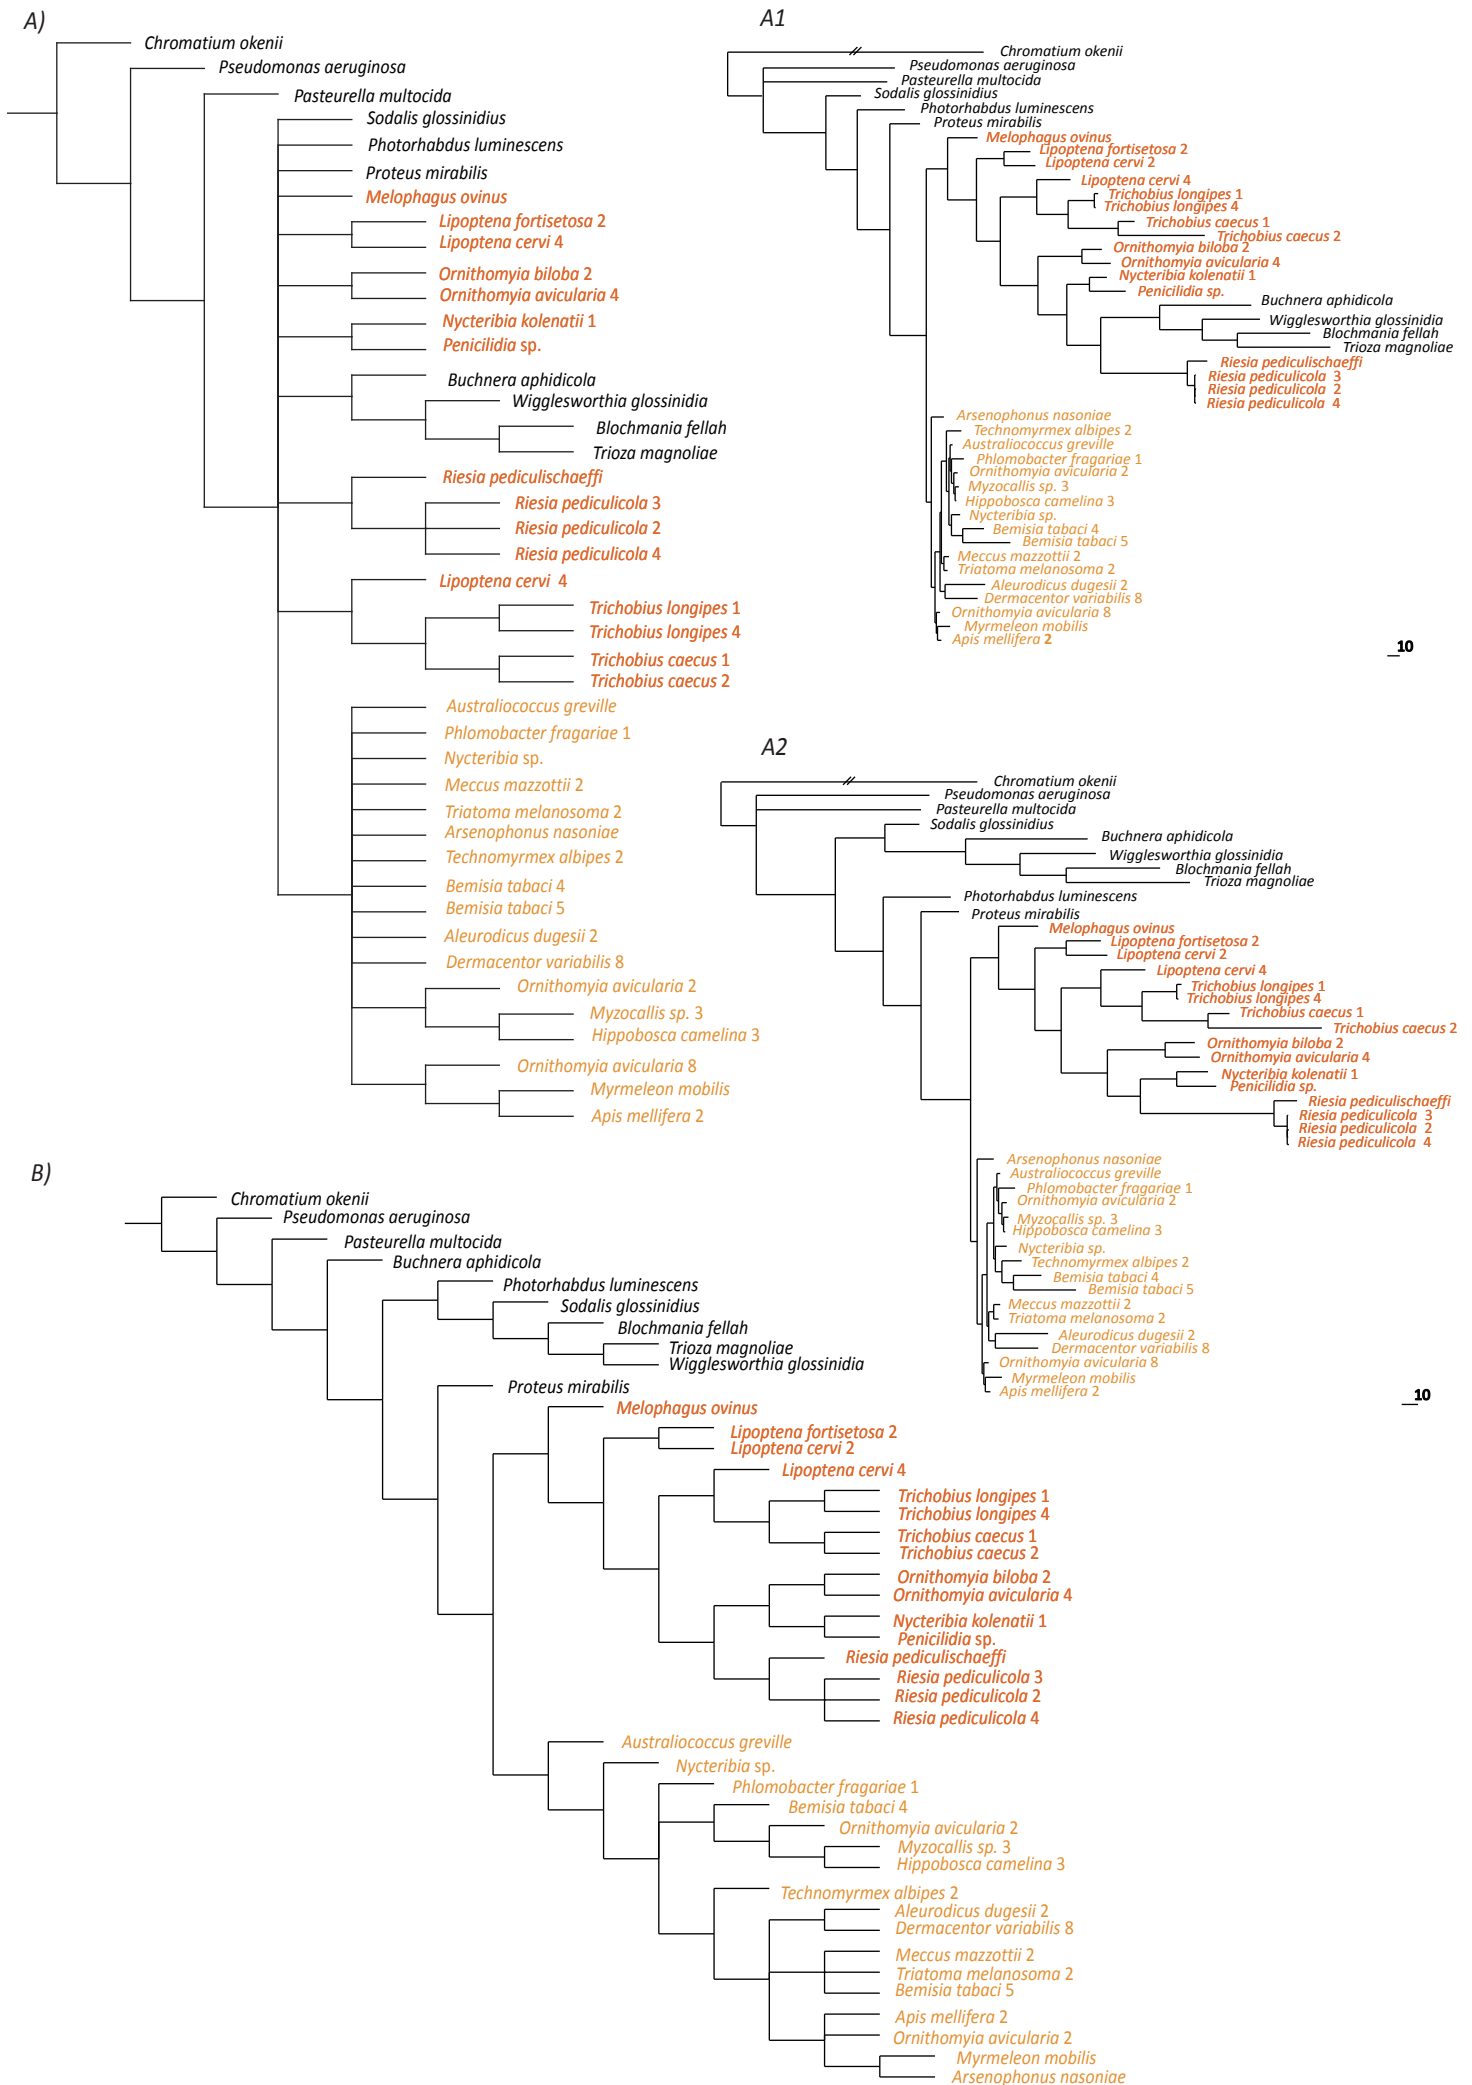 A)
Chromatium okenii
Pseudomonas aeruginosa
Pasteurella multocida
Sodalis glossinidius
Photorhabdus luminescens
Proteus mirabilis
Melophagus ovinus
Lipoptena fortisetosa 2
Lipoptena cervi 4
Ornithomyia biloba 2
Ornithomyia avicularia 4
Nycteribia kolenatii 1
Penicilidia sp.
Buchnera aphidicola
Wigglesworthia glossinidia
Blochmania fellah
Trioza magnoliae
Riesia pediculischaeffi
Riesia pediculicola 3
Riesia pediculicola 2
Riesia pediculicola 4
Lipoptena cervi 4
Trichobius longipes 1
Trichobius longipes 4
Trichobius caecus 1
Trichobius caecus 2
Australiococcus greville
Phlomobacter fragariae 1
Nycteribia sp.
Meccus mazzottii 2
Triatoma melanosoma 2
Arsenophonus nasoniae
Technomyrmex albipes 2
Bemisia tabaci 4
Bemisia tabaci 5
Aleurodicus dugesii 2
Dermacentor variabilis 8
Ornithomyia avicularia 2
Myzocallis sp. 3
Hippobosca camelina 3
Ornithomyia avicularia 8
Myrmeleon mobilis
Apis mellifera 2
A1
Chromatium okenii
Pseudomonas aeruginosa
Pasteurella multocida
Sodalis glossinidius
Photorhabdus luminescens
Proteus mirabilis
Melophagus ovinus
Lipoptena fortisetosa 2
Lipoptena cervi 2
Lipoptena cervi 4
Trichobius longipes 1
Trichobius longipes 4
Trichobius caecus 1
Trichobius caecus 2
Ornithomyia biloba 2
Ornithomyia avicularia 4
Nycteribia kolenatii 1
Penicilidia sp.
Buchnera aphidicola
Wigglesworthia glossinidia
Blochmania fellah
Trioza magnoliae
Riesia pediculischaeffi
Riesia pediculicola 3
Riesia pediculicola 2
Riesia pediculicola 4
Arsenophonus nasoniae
Technomyrmex albipes 2
Australiococcus greville
Phlomobacter fragariae 1
Ornithomyia avicularia 2
Myzocallis sp. 3
Hippobosca camelina 3
Nycteribia sp.
Bemisia tabaci 4
Bemisia tabaci 5
Meccus mazzottii 2
Triatoma melanosoma 2
Aleurodicus dugesii 2
Dermacentor variabilis 8
Ornithomyia avicularia 8
Myrmeleon mobilis
Apis mellifera 2
10
A2
Chromatium okenii
Pseudomonas aeruginosa
Pasteurella multocida
Sodalis glossinidius
Buchnera aphidicola
Wigglesworthia glossinidia
Blochmania fellah
Trioza magnoliae
Photorhabdus luminescens
Proteus mirabilis
Melophagus ovinus
Lipoptena fortisetosa 2
Lipoptena cervi 2
Lipoptena cervi 4
Trichobius longipes 1
Trichobius longipes 4
Trichobius caecus 1
Trichobius caecus 2
Ornithomyia biloba 2
Ornithomyia avicularia 4
Nycteribia kolenatii 1
Penicilidia sp.
Riesia pediculischaeffi
Riesia pediculicola 3
Riesia pediculicola 2
Riesia pediculicola 4
Arsenophonus nasoniae
Australiococcus greville
Phlomobacter fragariae 1
Ornithomyia avicularia 2
Myzocallis sp. 3
Hippobosca camelina 3
Nycteribia sp.
Technomyrmex albipes 2
Bemisia tabaci 4
Bemisia tabaci 5
Meccus mazzottii 2
Triatoma melanosoma 2
Aleurodicus dugesii 2
Dermacentor variabilis 8
Ornithomyia avicularia 8
Myrmeleon mobilis
Apis mellifera 2
10
B)
Chromatium okenii
Pseudomonas aeruginosa
Pasteurella multocida
Buchnera aphidicola
Photorhabdus luminescens
Sodalis glossinidius
Blochmania fellah
Trioza magnoliae
Wigglesworthia glossinidia
Proteus mirabilis
Melophagus ovinus
Lipoptena fortisetosa 2
Lipoptena cervi 2
Lipoptena cervi 4
Trichobius longipes 1
Trichobius longipes 4
Trichobius caecus 1
Trichobius caecus 2
Ornithomyia biloba 2
Ornithomyia avicularia 4
Nycteribia kolenatii 1
Penicilidia sp.
Riesia pediculischaeffi
Riesia pediculicola 3
Riesia pediculicola 2
Riesia pediculicola 4
Australiococcus greville
Nycteribia sp.
Phlomobacter fragariae 1
Bemisia tabaci 4
Ornithomyia avicularia 2
Myzocallis sp. 3
Hippobosca camelina 3
Technomyrmex albipes 2
Aleurodicus dugesii 2
Dermacentor variabilis 8
Meccus mazzottii 2
Triatoma melanosoma 2
Bemisia tabaci 5
Apis mellifera 2
Ornithomyia avicularia 2
Myrmeleon mobilis
Arsenophonus nasoniae